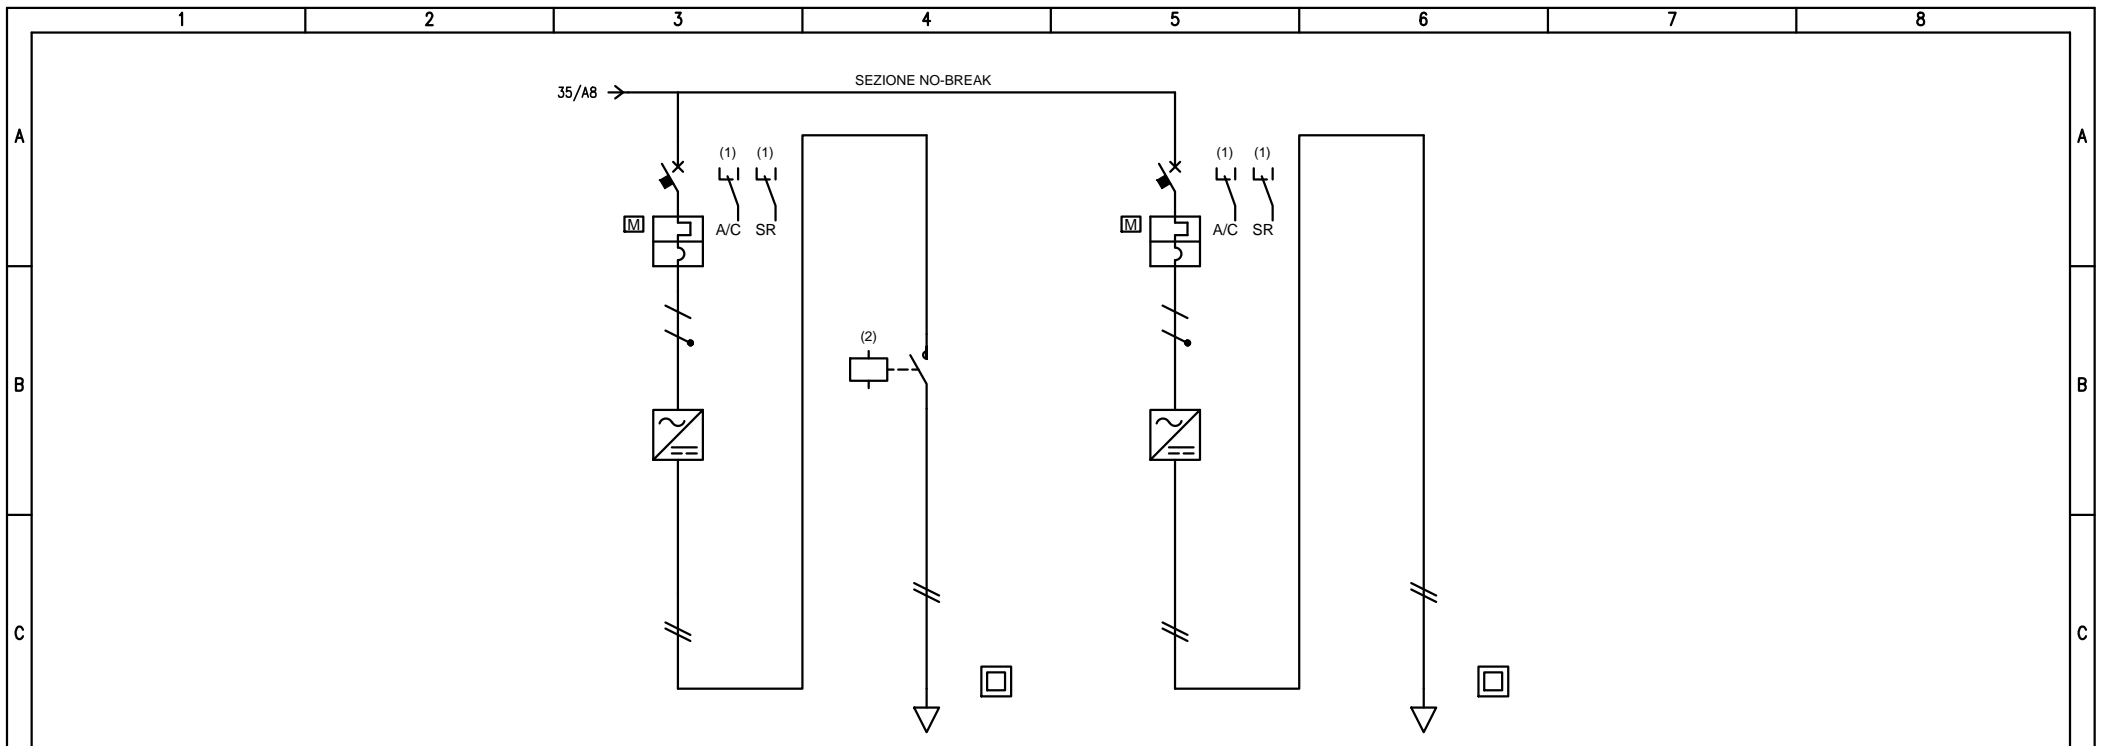 1 2 3 4 5 6 7 8
SEZIONE NO-BREAK
35/A8
A A
(1) (1) (1) (1)
M A/C SR M A/C SR
(2)
B B
C C